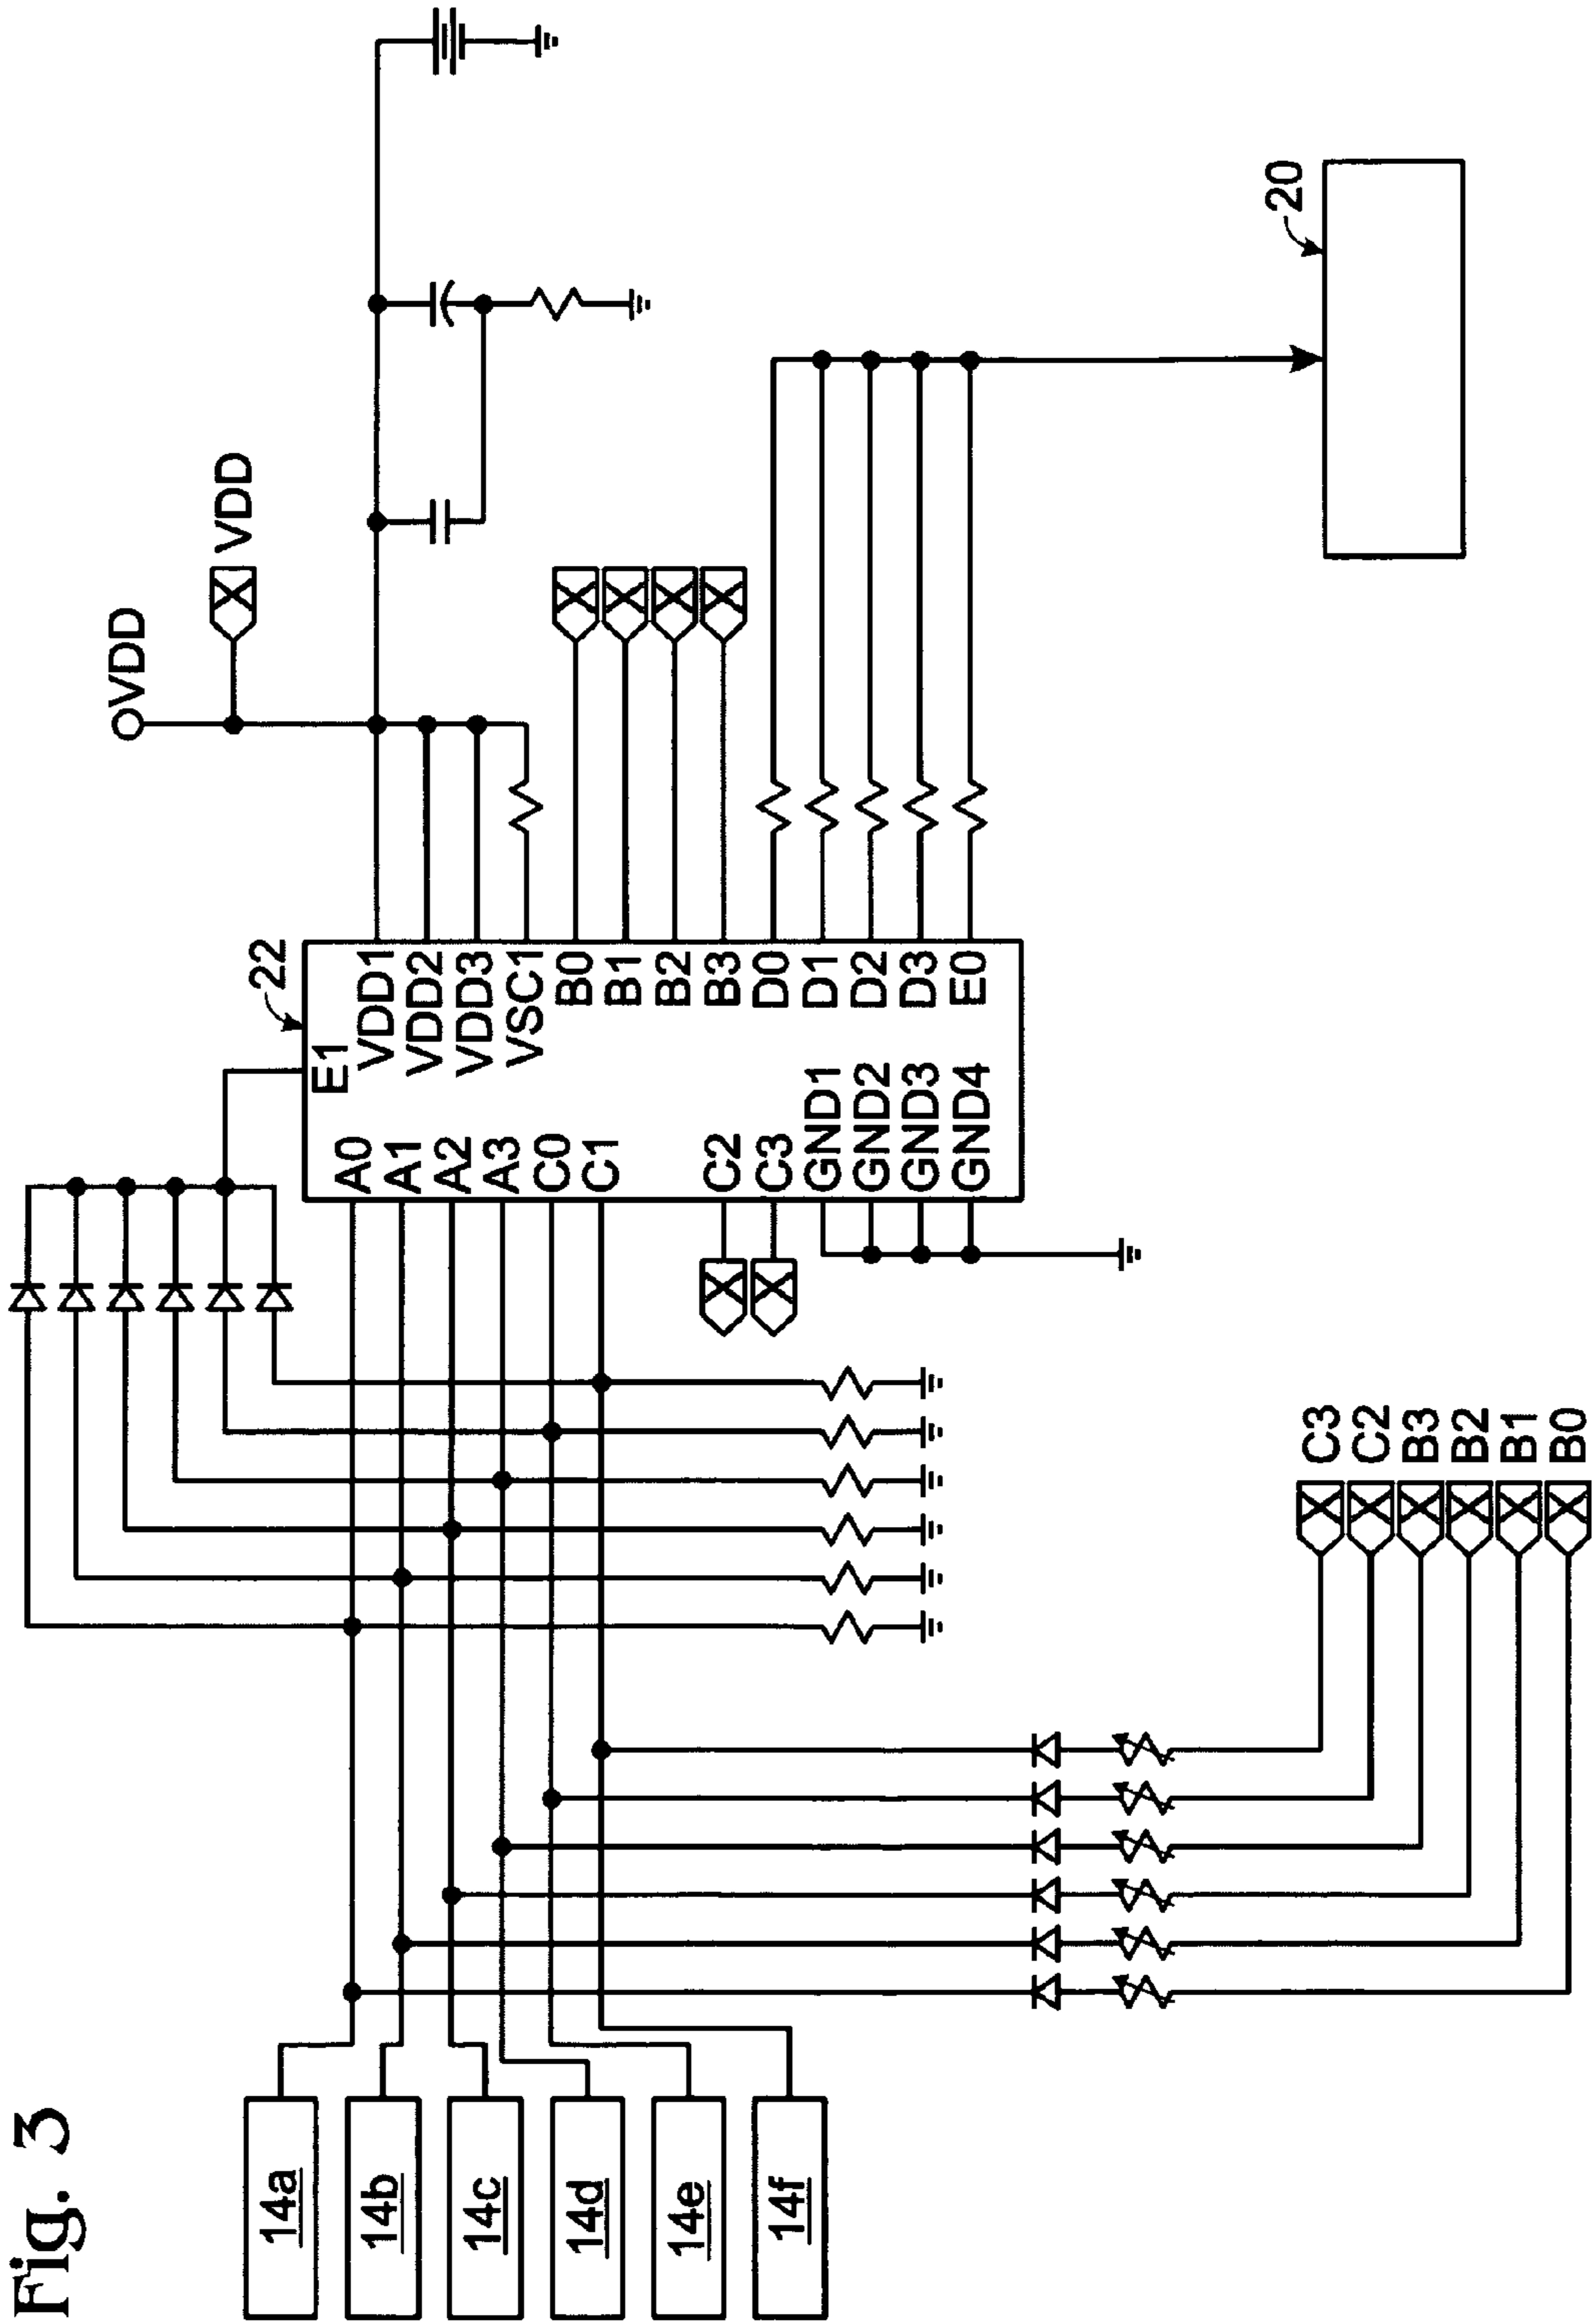 Fig. 3
VDD
VDD
22
E1
A0
A1
A2
A3
C0
C1
C2
C3
GND1
GND2
GND3
GND4
VDD1
VDD2
VDD3
VSC1
B0
B1
B2
B3
D0
D1
D2
D3
E0
14a
14b
14c
14d
14e
14f
C3
C2
B3
B2
B1
B0
20